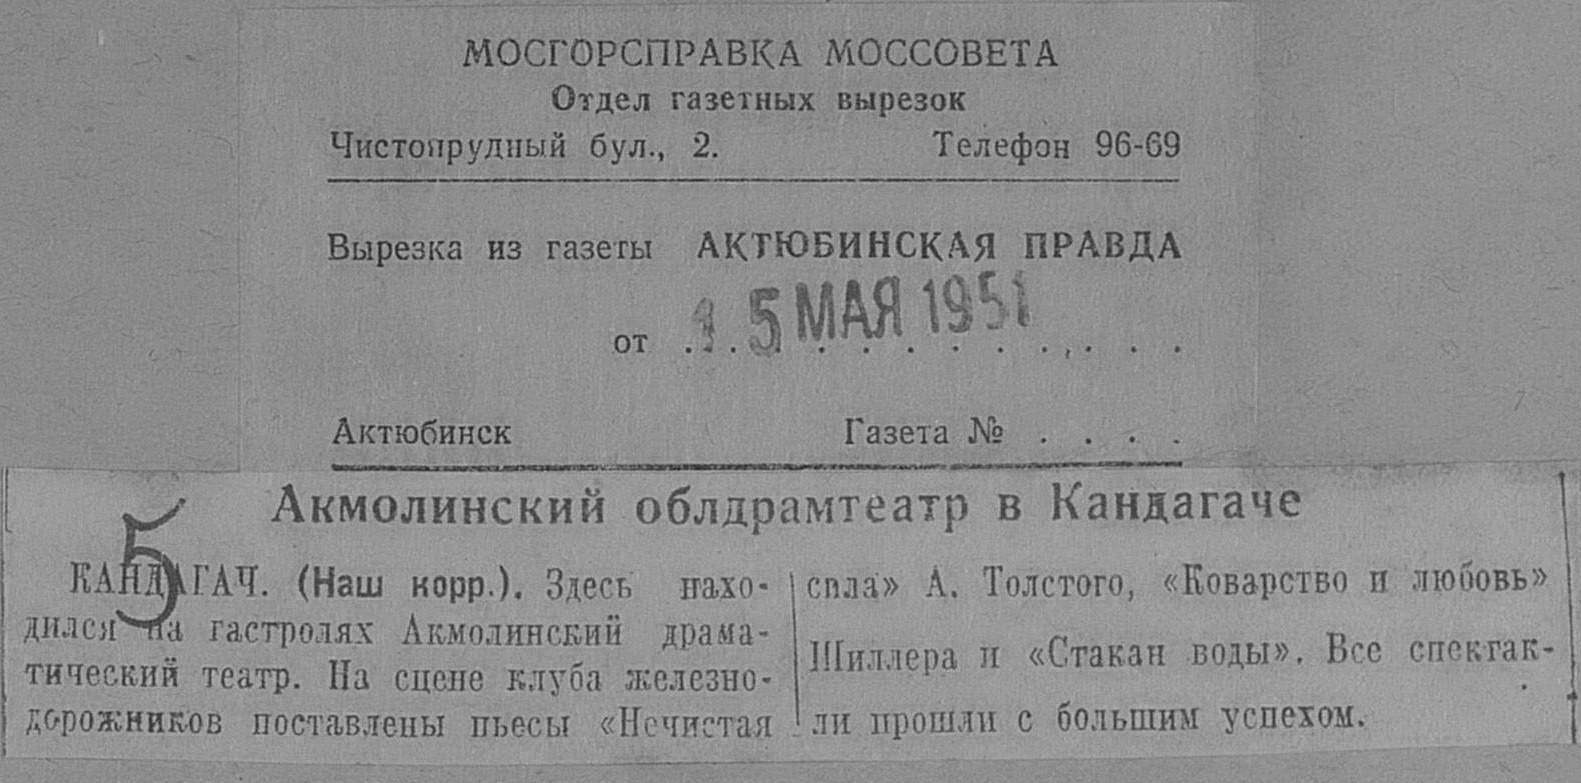 МОСГОРСПРАВКА МОССОВЕТА
Отдел газетных вырезок
Чистопрудный бул., 2. Телефон 96-69
Вырезка из газеты АКТЮБИНСКАЯ ПРАВДА
от 15 МАЯ 1951
Актюбинск Газета № . . . .
Акмолинский облдрамтеатр в Кандагаче
5
КАНДАГАЧ. (Наш корр.). Здесь нахо-
дился на гастролях Акмолинский драма-
тический театр. На сцене клуба железно-
дорожников поставлены пьесы «Нечистая
сила» А. Толстого, «Коварство и любовь»
Шиллера и «Стакан воды». Все спектак-
ли прошли с большим успехом.